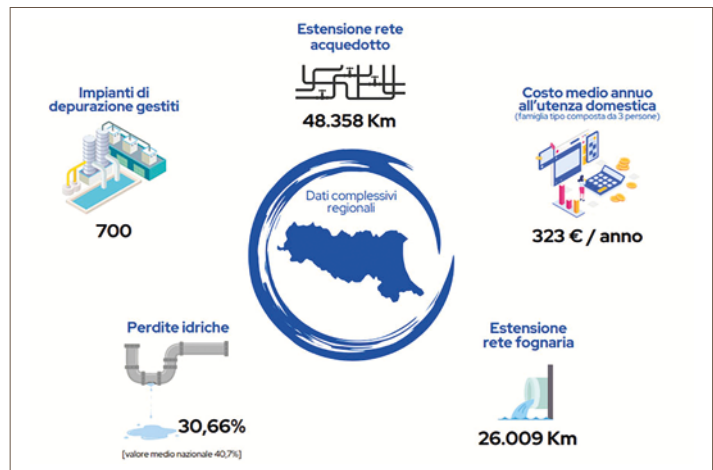 Estensione rete
acquedotto
48.358 Km
Impianti di
depurazione gestiti
700
Costo medio annuo
all'utenza domestica
(famiglia tipo composta da 3 persone)
323 € / anno
Dati complessivi
regionali
Perdite idriche
30,66%
[valore medio nazionale 40,7%]
Estensione
rete fognaria
26.009 Km